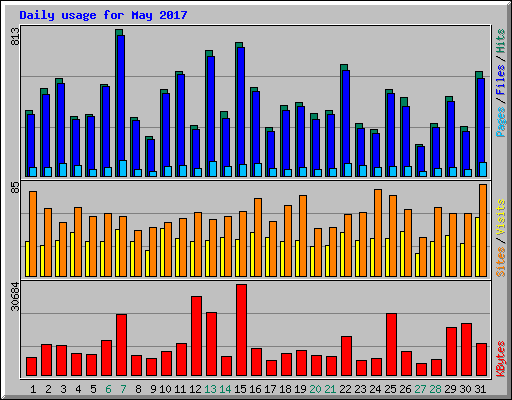 Daily usage for May 2017
813
Pages / Files / Hits
85
Sites / Visits
30684
KBytes
1 2 3 4 5 6 7 8 9 10 11 12 13 14 15 16 17 18 19 20 21 22 23 24 25 26 27 28 29 30 31